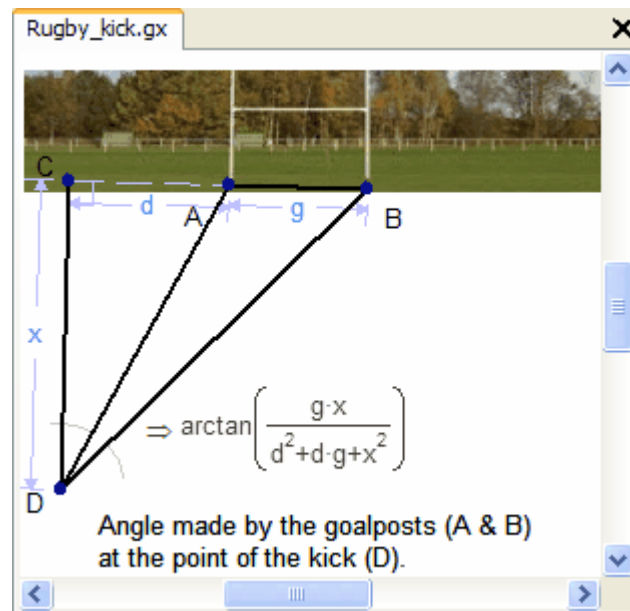 Rugby_kick.gx
C
d
A
g
B
x
⇒ arctan(g·x/(d²+d·g+x²))
D
Angle made by the goalposts (A & B)
at the point of the kick (D).